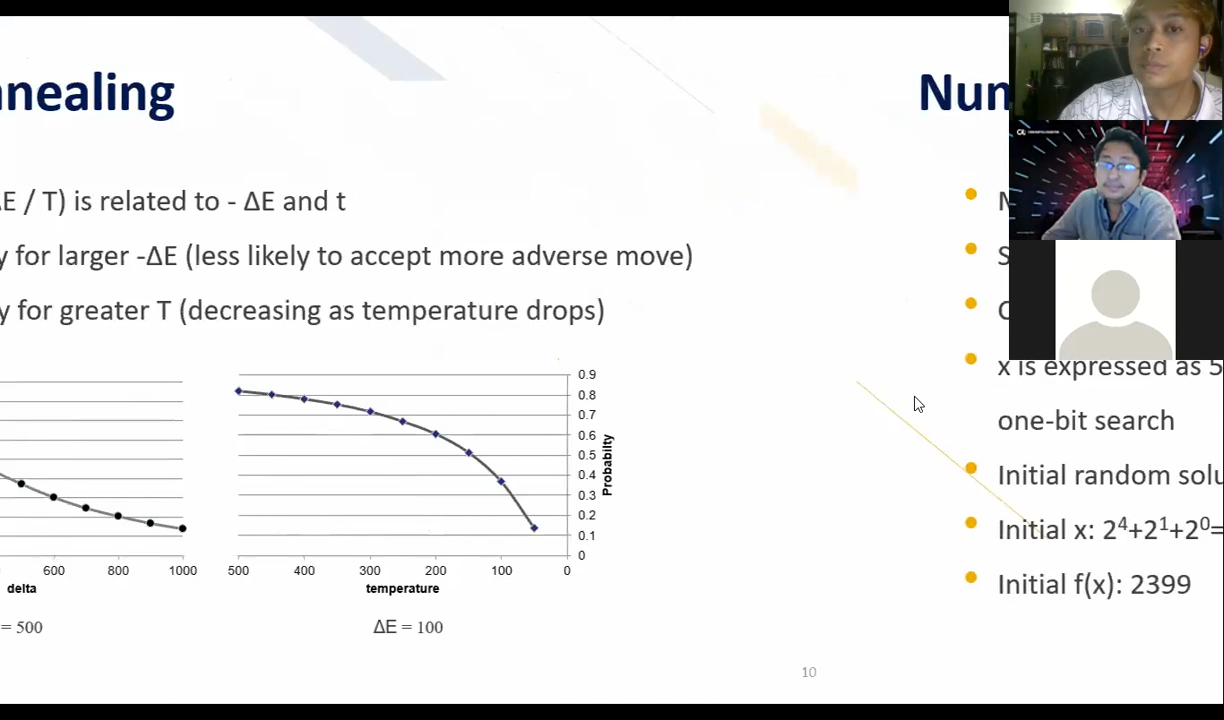 nealing
E / T) is related to - ΔE and t
y for larger -ΔE (less likely to accept more adverse move)
y for greater T (decreasing as temperature drops)
600 800 1000
delta
= 500
0.9
0.8
0.7
0.6
0.5
0.4
0.3
0.2
0.1
0
Probabilty
500 400 300 200 100 0
temperature
ΔE = 100
10
Nun
x is expressed as 5
one-bit search
Initial random solu
Initial x: 2⁴+2¹+2⁰=
Initial f(x): 2399